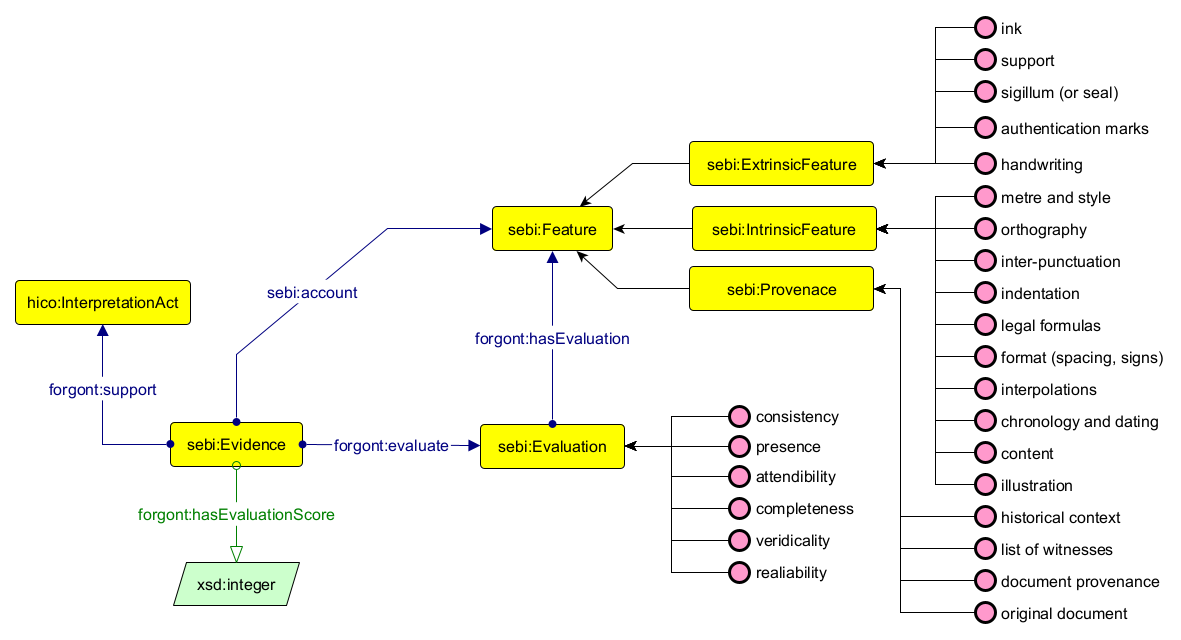 ink
support
sigillum (or seal)
authentication marks
sebi:ExtrinsicFeature
handwriting
metre and style
sebi:Feature
sebi:IntrinsicFeature
orthography
inter-punctuation
sebi:account
sebi:Provenace
indentation
hico:InterpretationAct
legal formulas
forgont:hasEvaluation
format (spacing, signs)
forgont:support
interpolations
consistency
chronology and dating
sebi:Evidence
forgont:evaluate
sebi:Evaluation
presence
content
attendibility
illustration
forgont:hasEvaluationScore
completeness
historical context
veridicality
list of witnesses
xsd:integer
realiability
document provenance
original document